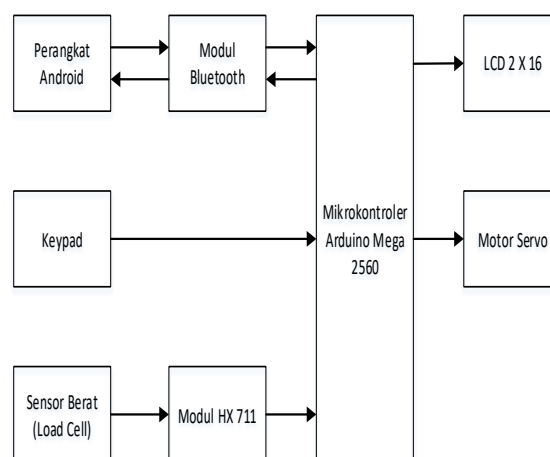 Perangkat
Android
Modul
Bluetooth
LCD 2 X 16
Keypad
Mikrokontroler
Arduino Mega
2560
Motor Servo
Sensor Berat
(Load Cell)
Modul HX 711